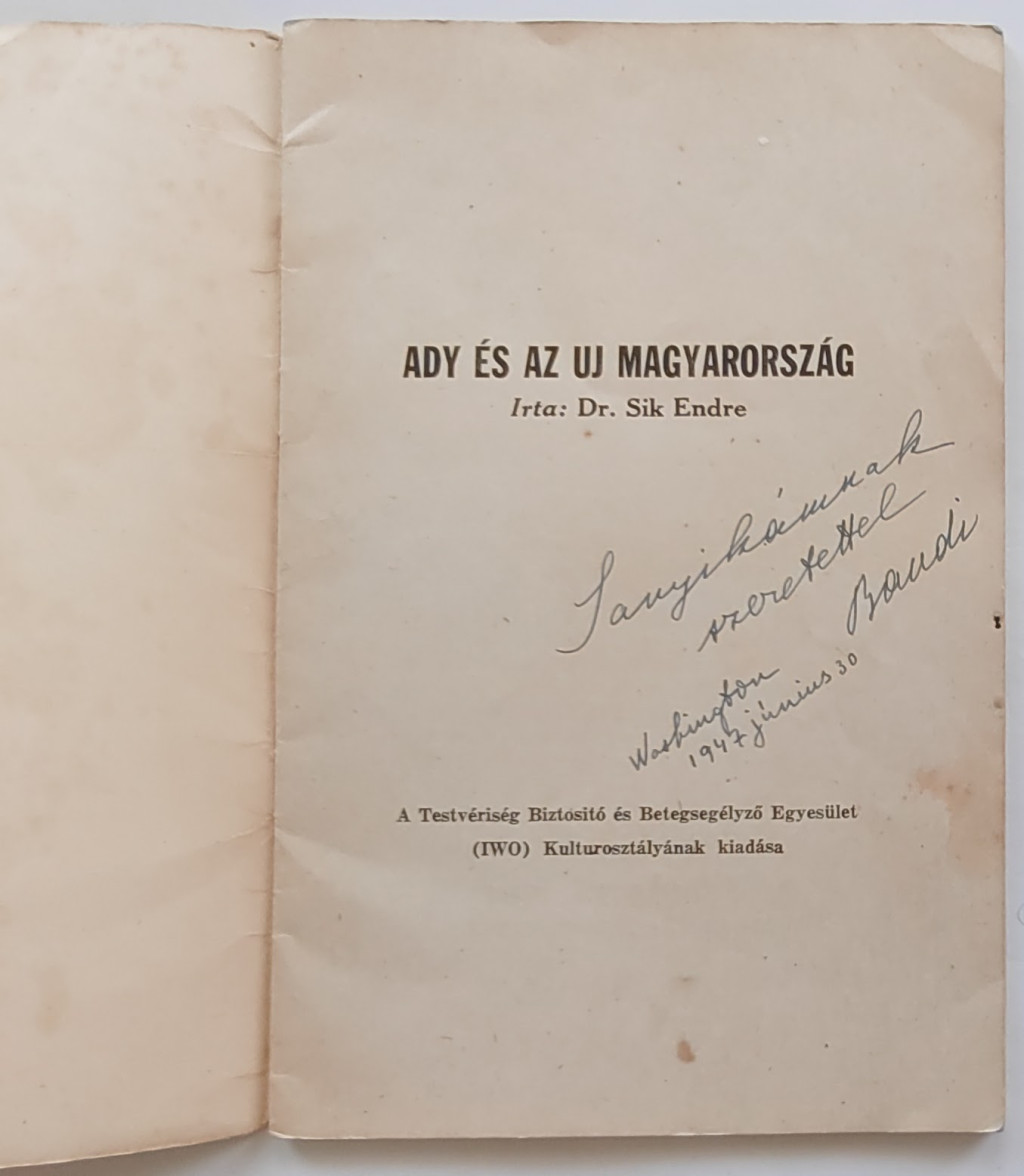 ADY ÉS AZ UJ MAGYARORSZÁG
Irta: Dr. Sik Endre
Sanyikámnak
szeretettel
Bandi
Washington
1947 június 30
A Testvériség Biztositó és Betegsegélyző Egyesület
(IWO) Kulturosztályának kiadása